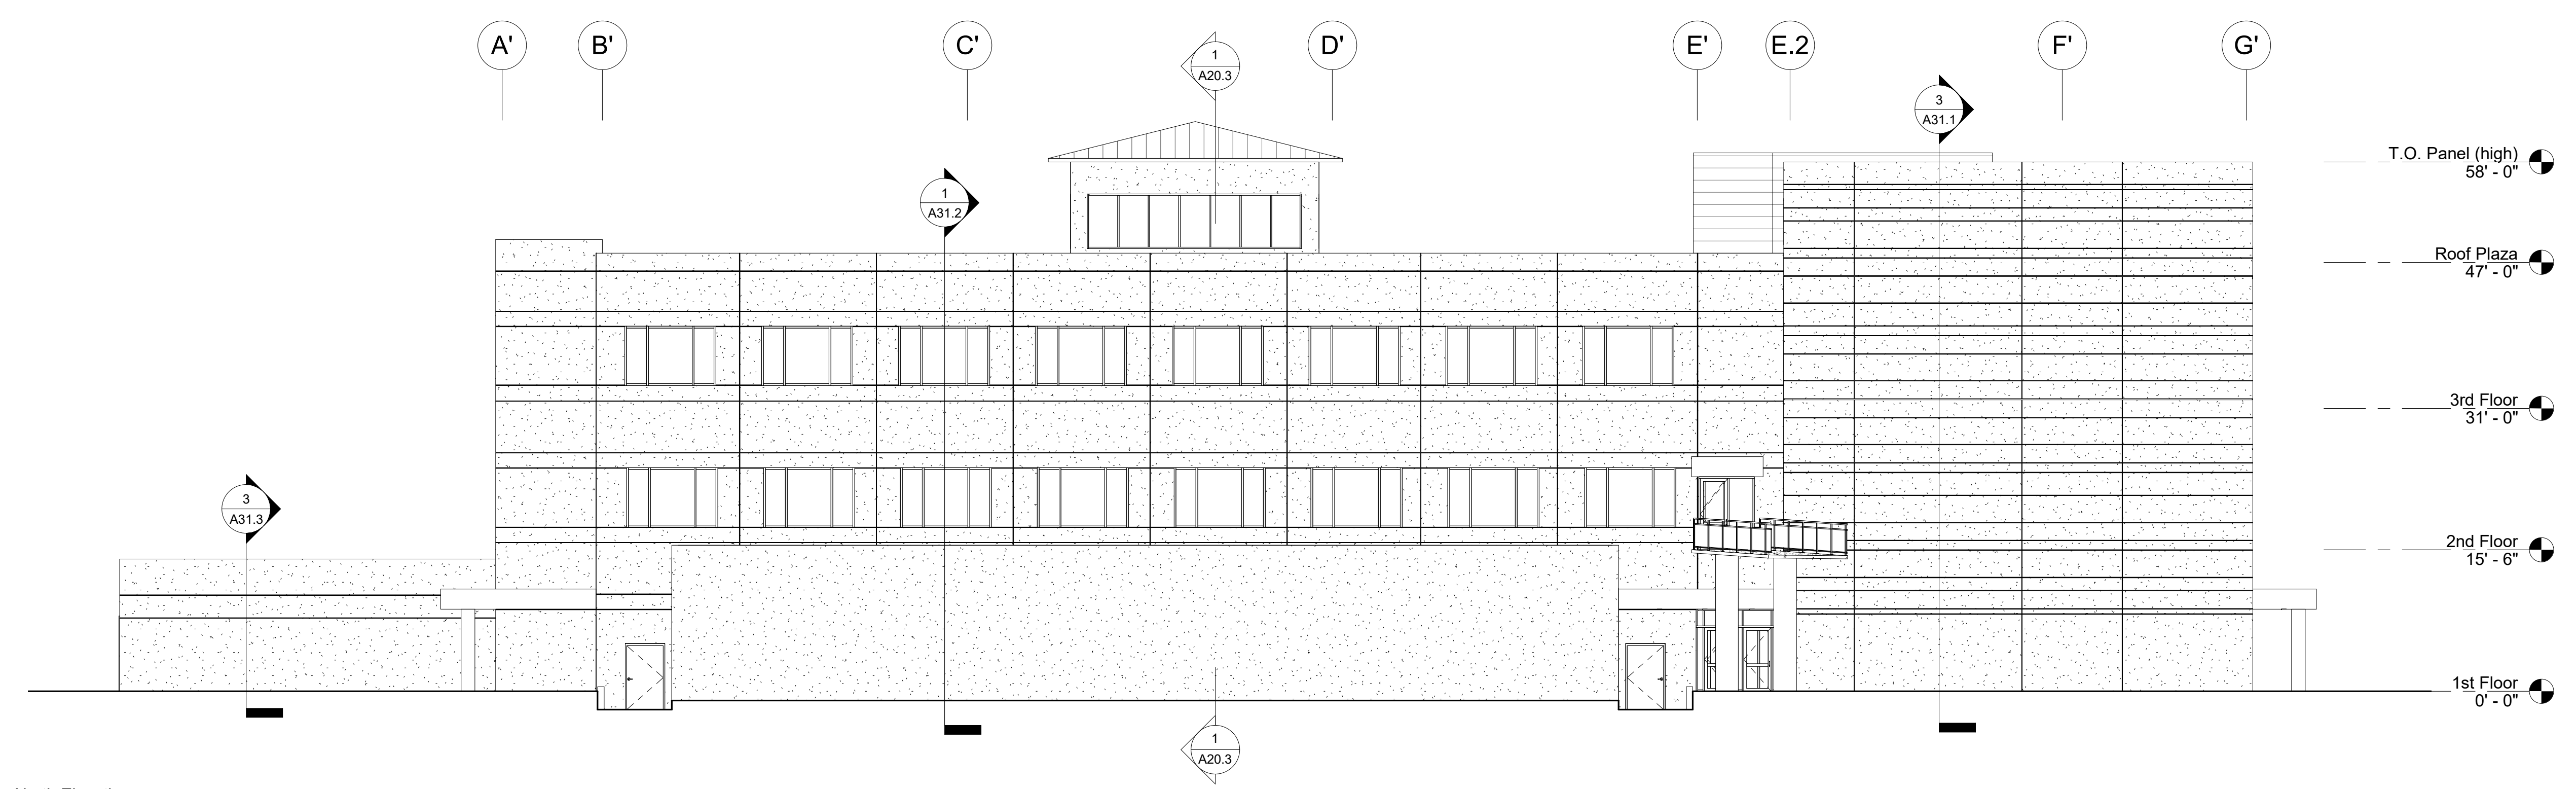 A'
B'
C'
D'
E'
E.2
F'
G'
1
A20.3
3
A31.1
T.O. Panel (high)
58' - 0"
1
A31.2
Roof Plaza
47' - 0"
3rd Floor
31' - 0"
3
A31.3
2nd Floor
15' - 6"
1st Floor
0' - 0"
1
A20.3